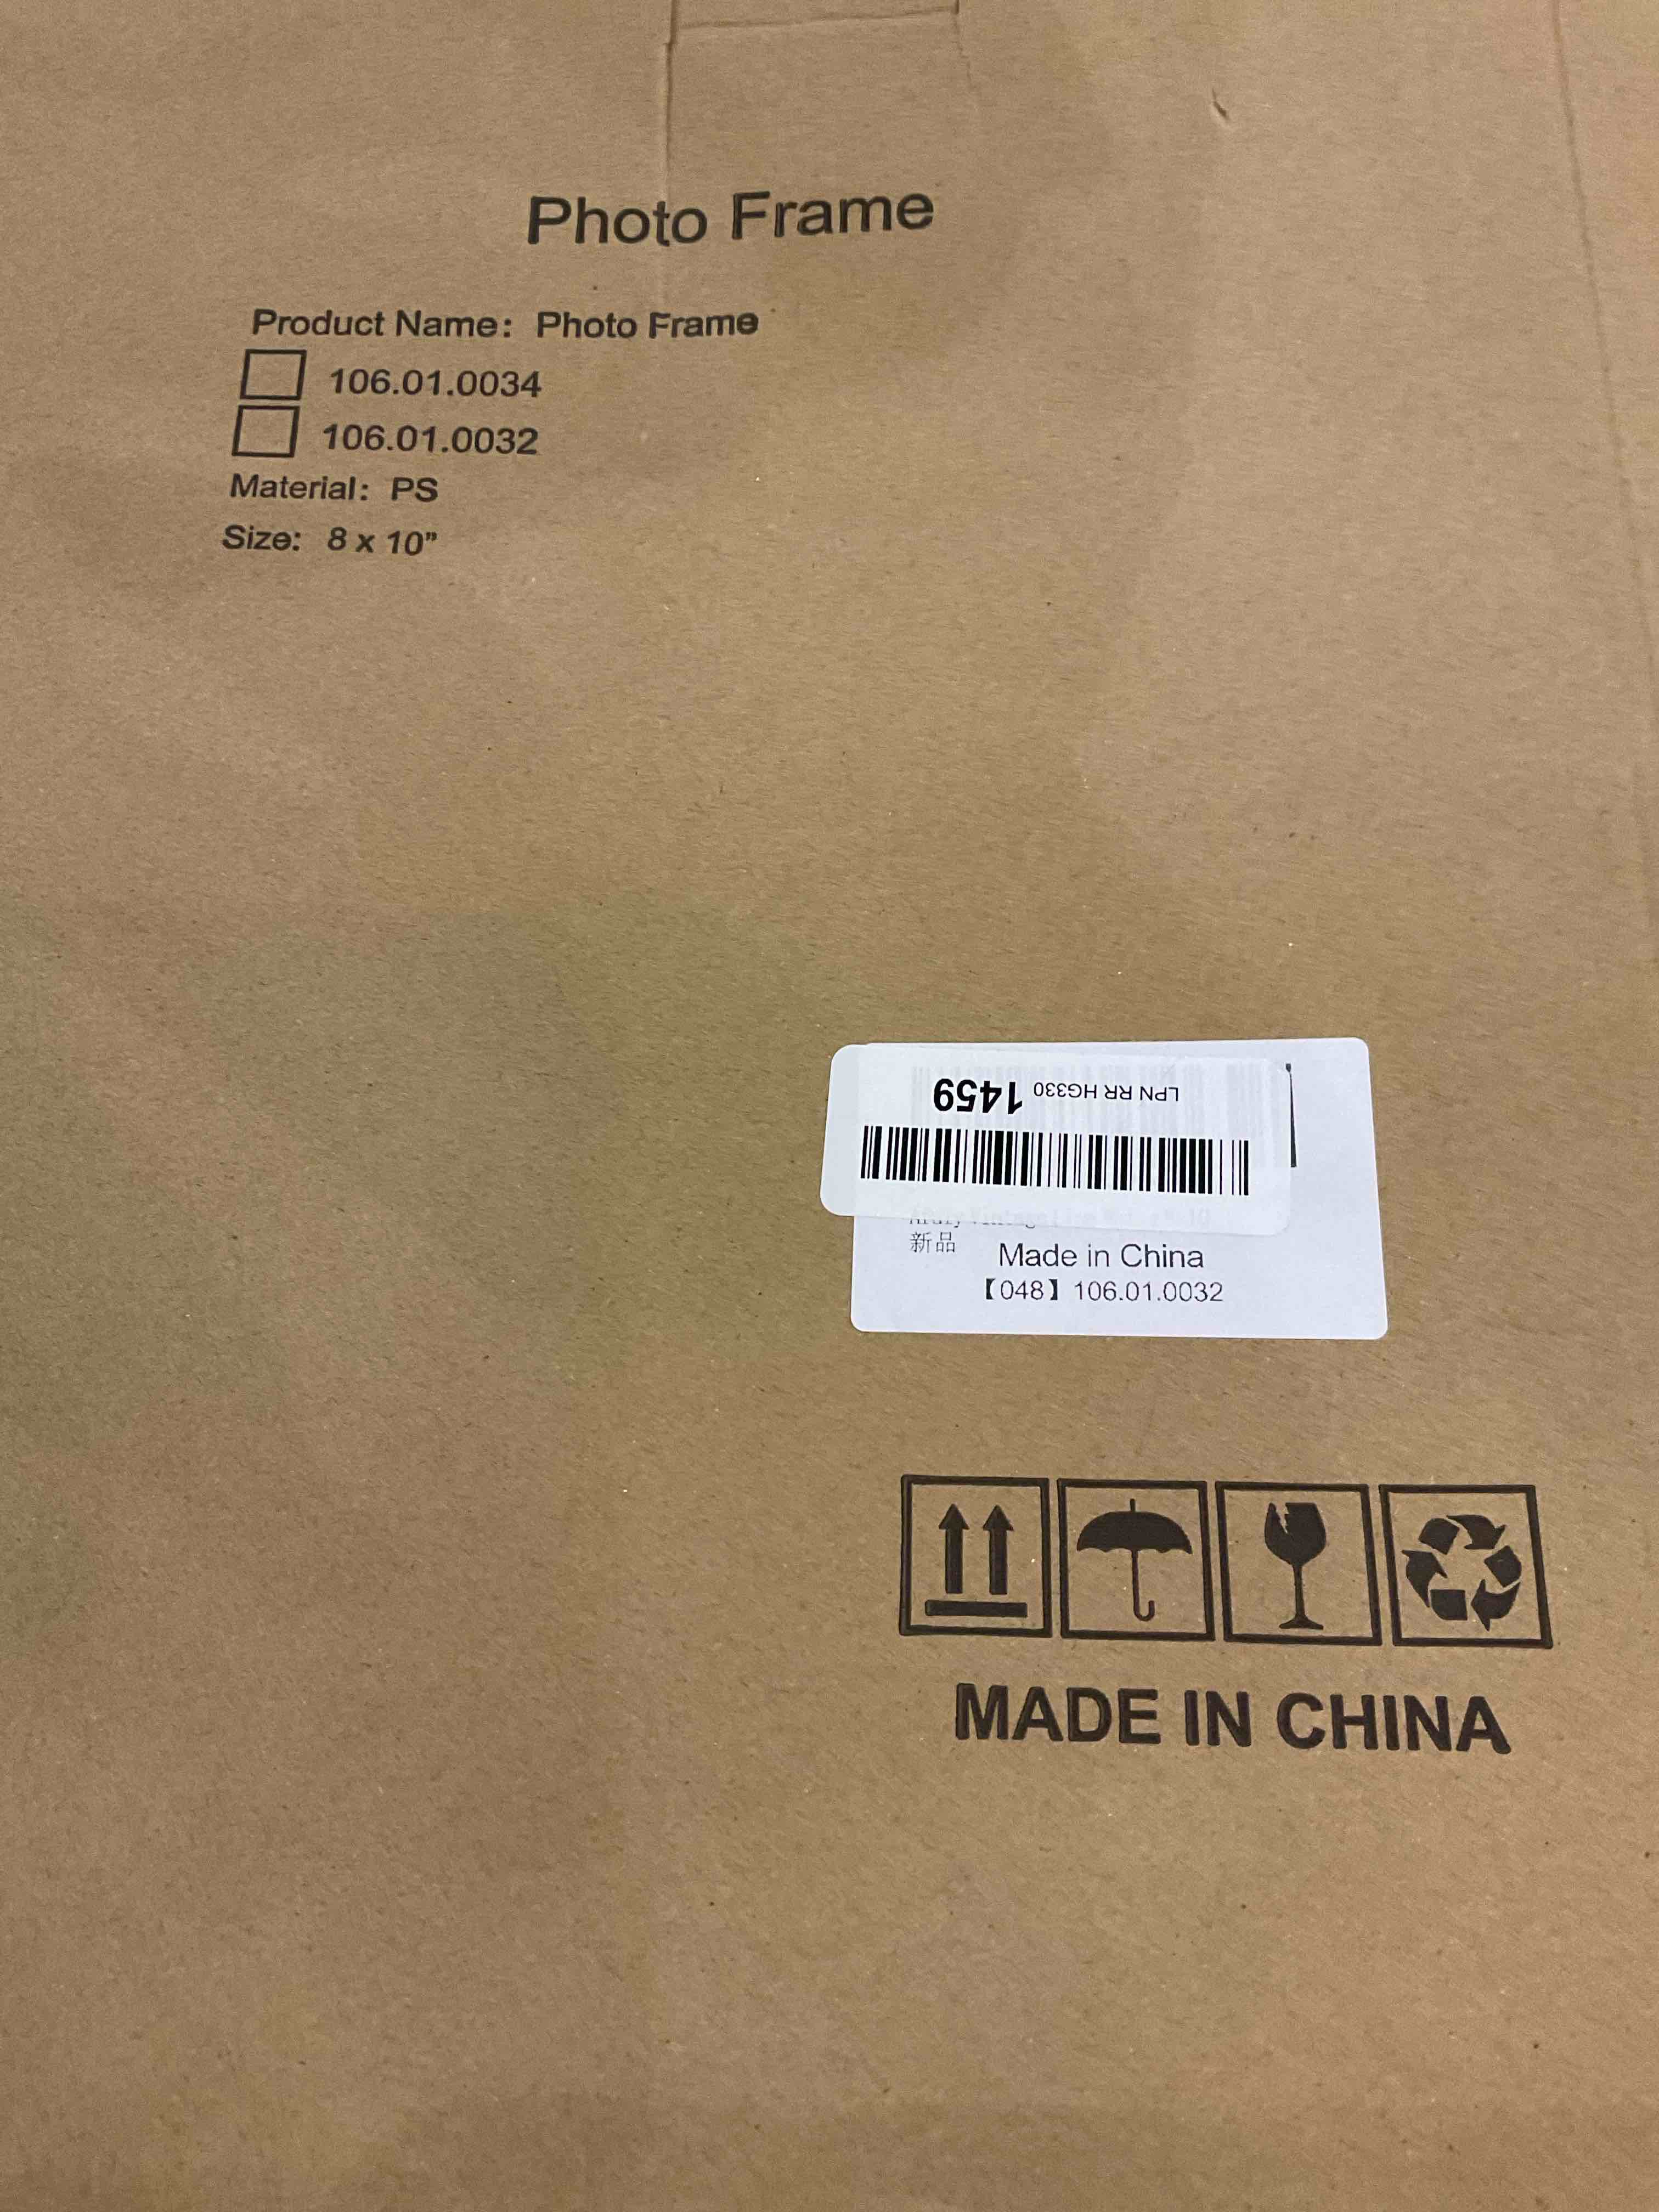 Photo Frame
Product Name: Photo Frame
106.01.0034
106.01.0032
Material: PS
Size: 8 x 10”
LPN RR HG330 1459
新品
Made in China
【048】106.01.0032
MADE IN CHINA